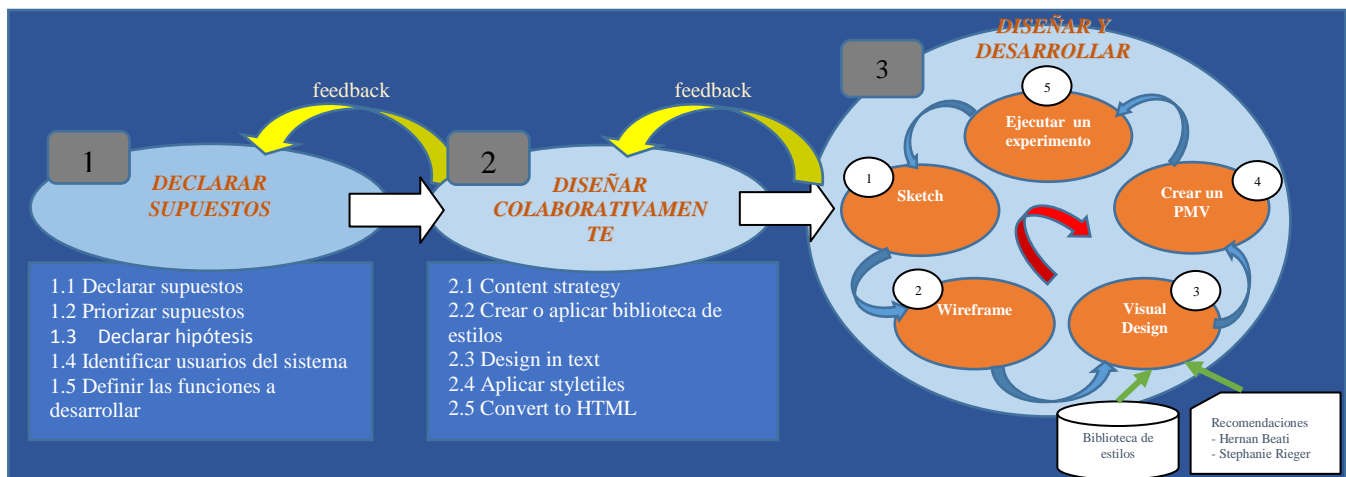 feedback
feedback
1
DECLARAR
SUPUESTOS
1.1 Declarar supuestos
1.2 Priorizar supuestos
1.3 Declarar hipótesis
1.4 Identificar usuarios del sistema
1.5 Definir las funciones a
desarrollar
2
DISEÑAR
COLABORATIVAMEN
TE
2.1 Content strategy
2.2 Crear o aplicar biblioteca de
estilos
2.3 Design in text
2.4 Aplicar styletiles
2.5 Convert to HTML
3
DISEÑAR Y
DESARROLLAR
5
Ejecutar un
experimento
1
Sketch
4
Crear un
PMV
2
Wireframe
3
Visual
Design
Biblioteca de
estilos
Recomendaciones
- Hernan Beati
- Stephanie Rieger